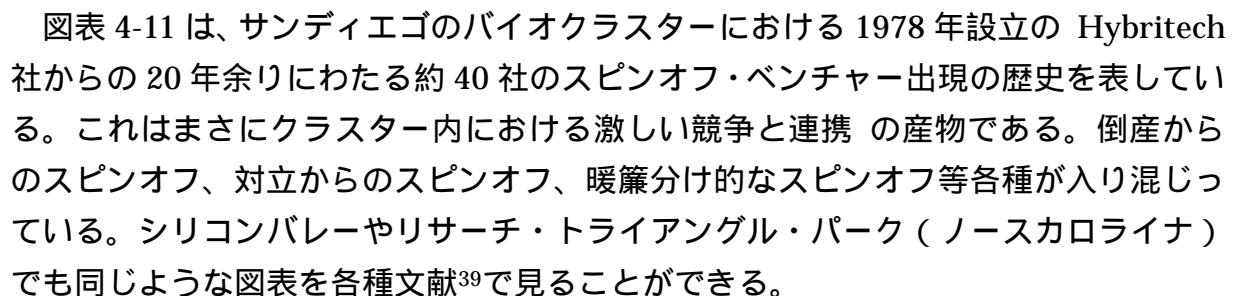 図表 4-11 は、サンディエゴのバイオクラスターにおける 1978 年設立の Hybritech
社からの 20 年余りにわたる約 40 社のスピンオフ・ベンチャー出現の歴史を表してい
る。これはまさにクラスター内における激しい競争と連携 の産物である。倒産から
のスピンオフ、対立からのスピンオフ、暖簾分け的なスピンオフ等各種が入り混じっ
ている。シリコンバレーやリサーチ・トライアングル・パーク（ノースカロライナ）
でも同じような図表を各種文献39で見ることができる。